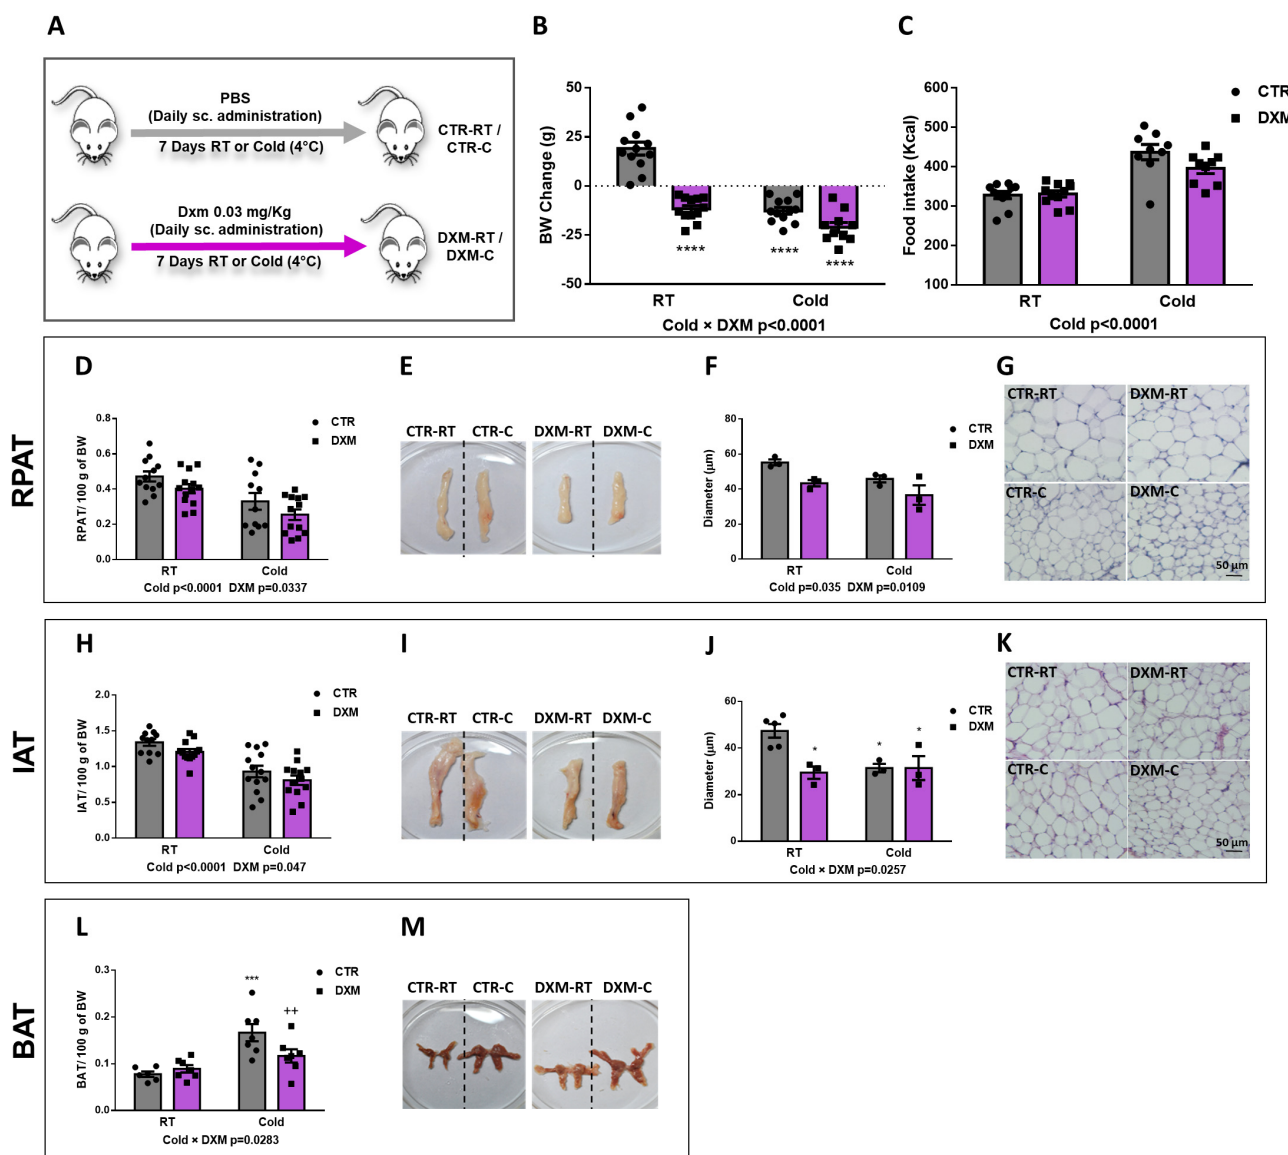 A
PBS
(Daily sc. administration)
7 Days RT or Cold (4°C)
CTR-RT /
CTR-C
Dxm 0.03 mg/Kg
(Daily sc. administration)
7 Days RT or Cold (4°C)
DXM-RT /
DXM-C
B
BW Change (g)
50
25
0
-25
-50
****
****
****
RT
Cold
Cold × DXM p<0.0001
C
Food intake (Kcal)
600
500
400
300
200
100
CTR
DXM
RT
Cold
Cold p<0.0001
RPAT
D
RPAT/ 100 g of BW
0.8
0.6
0.4
0.2
0.0
CTR
DXM
RT
Cold
Cold p<0.0001 DXM p=0.0337
E
CTR-RT CTR-C DXM-RT DXM-C
F
Diameter (μm)
80
60
40
20
0
CTR
DXM
RT
Cold
Cold p=0.035 DXM p=0.0109
G
CTR-RT
DXM-RT
CTR-C
DXM-C
50 μm
IAT
H
IAT/ 100 g of BW
2.0
1.5
1.0
0.5
0.0
CTR
DXM
RT
Cold
Cold p<0.0001 DXM p=0.047
I
CTR-RT CTR-C DXM-RT DXM-C
J
Diameter (μm)
60
40
20
0
*
*
*
CTR
DXM
RT
Cold
Cold × DXM p=0.0257
K
CTR-RT
DXM-RT
CTR-C
DXM-C
50 μm
BAT
L
BAT/ 100 g of BW
0.3
0.2
0.1
0.0
***
++
CTR
DXM
RT
Cold
Cold × DXM p=0.0283
M
CTR-RT CTR-C DXM-RT DXM-C